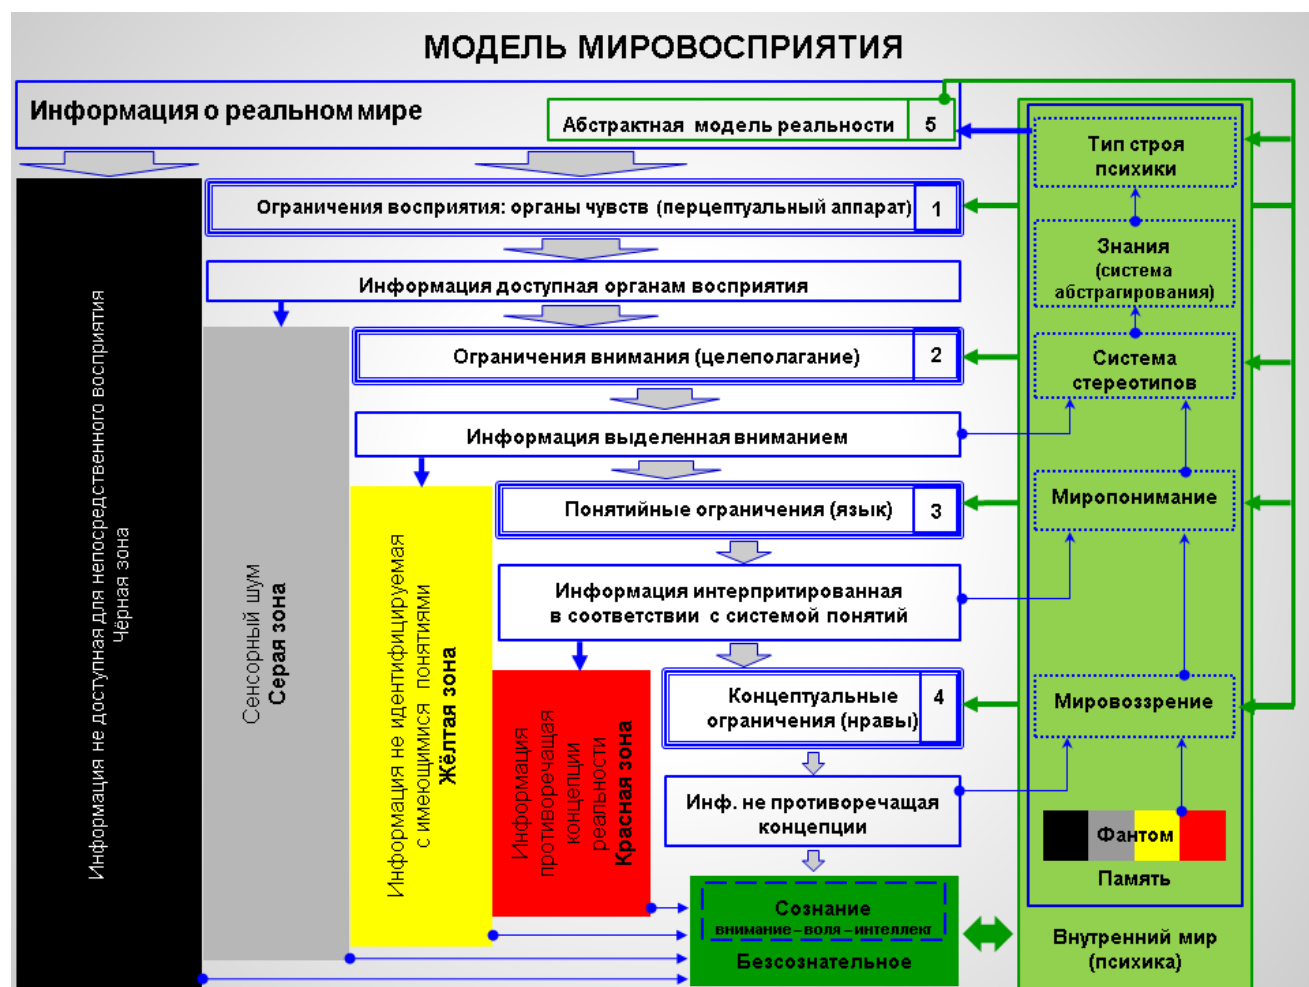 МОДЕЛЬ МИРОВОСПРИЯТИЯ
Информация о реальном мире
Абстрактная модель реальности 5
Ограничения восприятия: органы чувств (перцептуальный аппарат) 1
Информация доступная органам восприятия
Ограничения внимания (целеполагание) 2
Информация выделенная вниманием
Понятийные ограничения (язык) 3
Информация интерпритированная
в соответствии с системой понятий
Концептуальные
ограничения (нравы) 4
Инф. не противоречащая
концепции
Сознание
внимание – воля – интеллект
Безсознательное
Информация не доступная для непосредственного восприятия
Чёрная зона
Сенсорный шум
Серая зона
Информация не идентифицируемая
с имеющимися понятиями
Жёлтая зона
Информация
противоречащая
концепции
реальности
Красная зона
Тип строя
психики
Знания
(система
абстрагирования)
Система
стереотипов
Миропонимание
Мировоззрение
Фантом
Память
Внутренний мир
(психика)